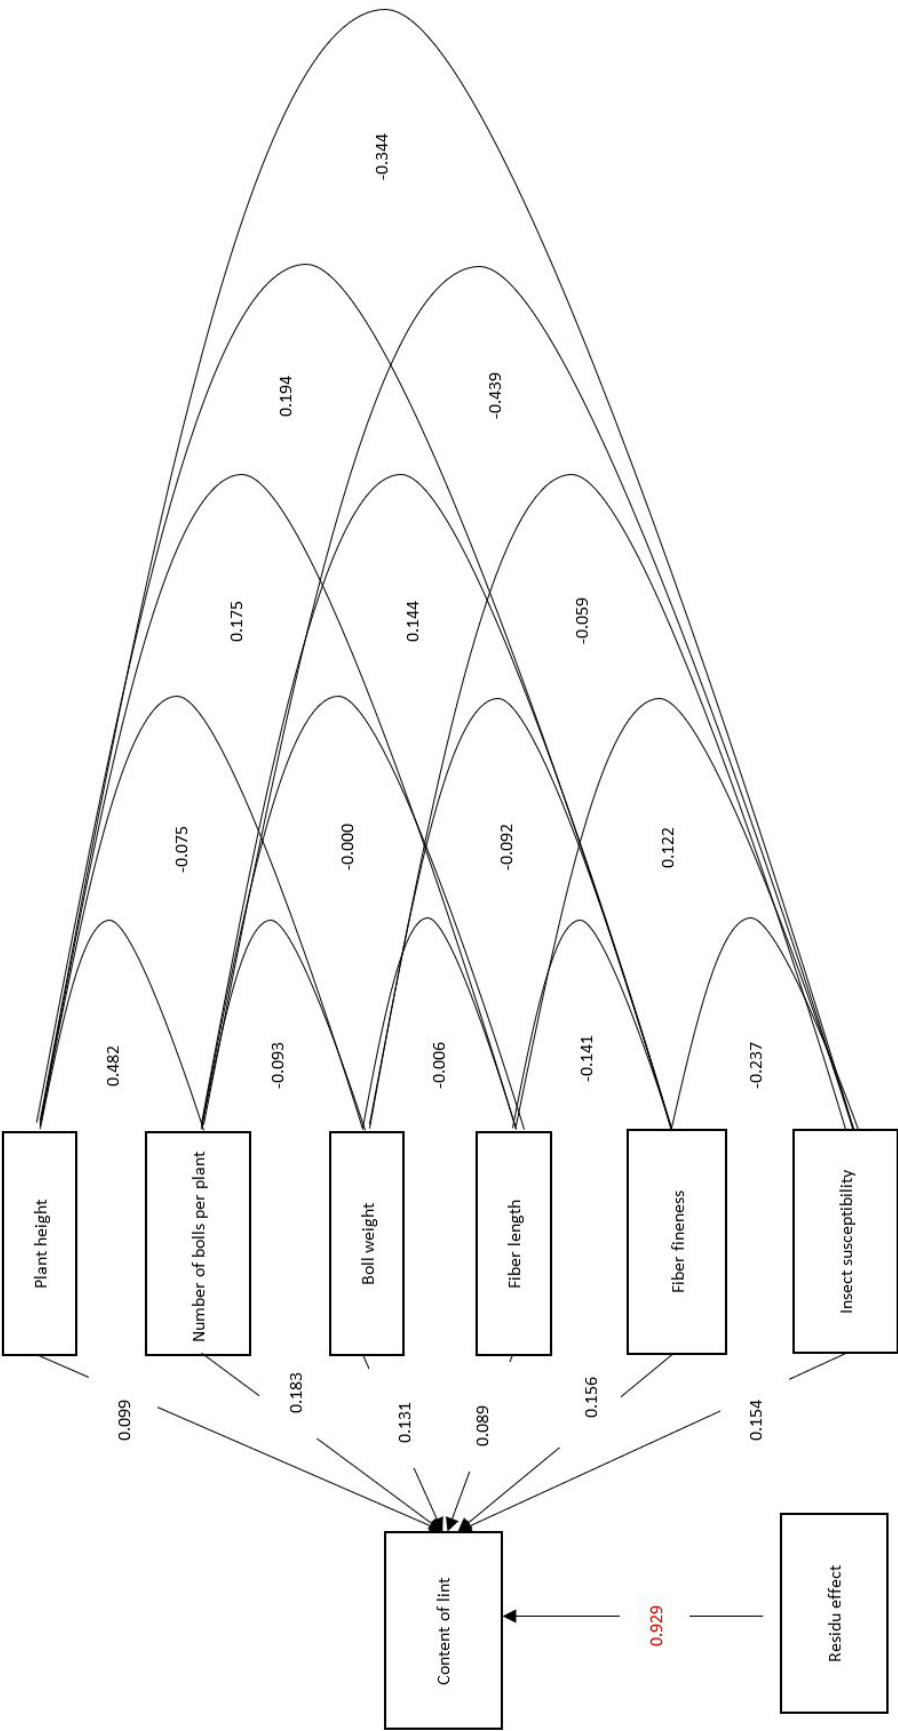 -0.344
0.194
-0.439
0.175
0.144
-0.059
-0.075
-0.000
-0.092
0.122
0.482
-0.093
-0.006
-0.141
-0.237
Plant height
Number of bolls per plant
Boll weight
Fiber length
Fiber fineness
Insect susceptibility
0.099
0.183
0.131
0.089
0.156
0.154
Content of lint
0.929
Residu effect